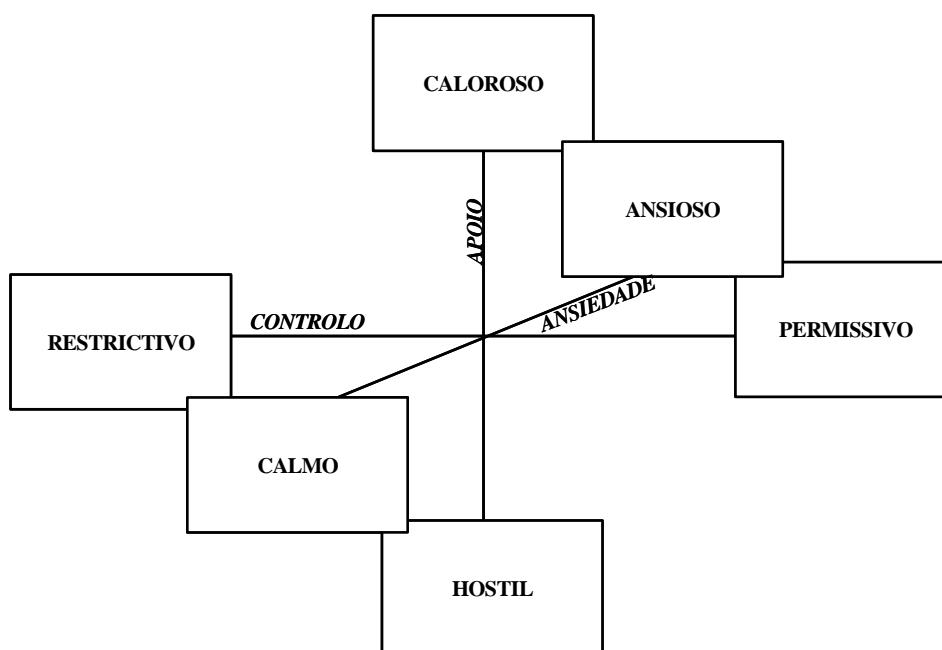 CALOROSO
ANSIOSO
APOIO
ANSIEDADE
CONTROLO
PERMISSIVO
RESTRICTIVO
CALMO
HOSTIL